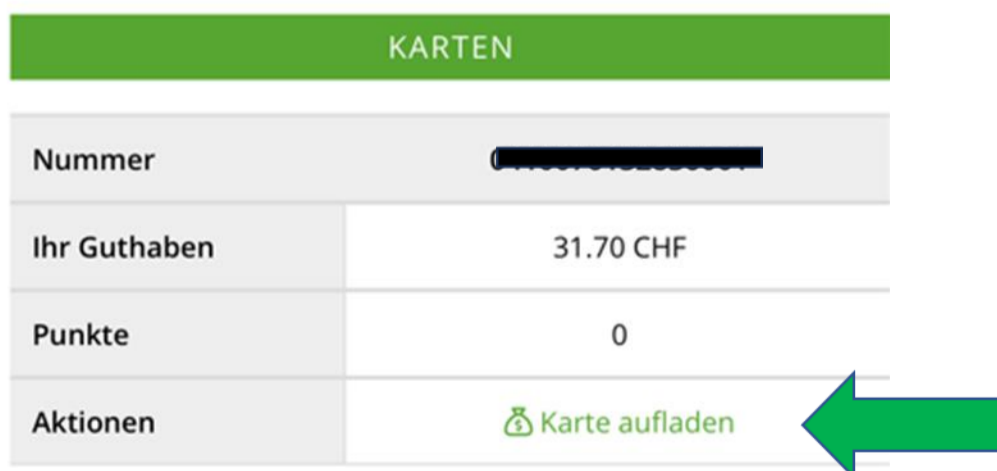 KARTEN
Nummer
Ihr Guthaben 31.70 CHF
Punkte 0
Aktionen Karte aufladen